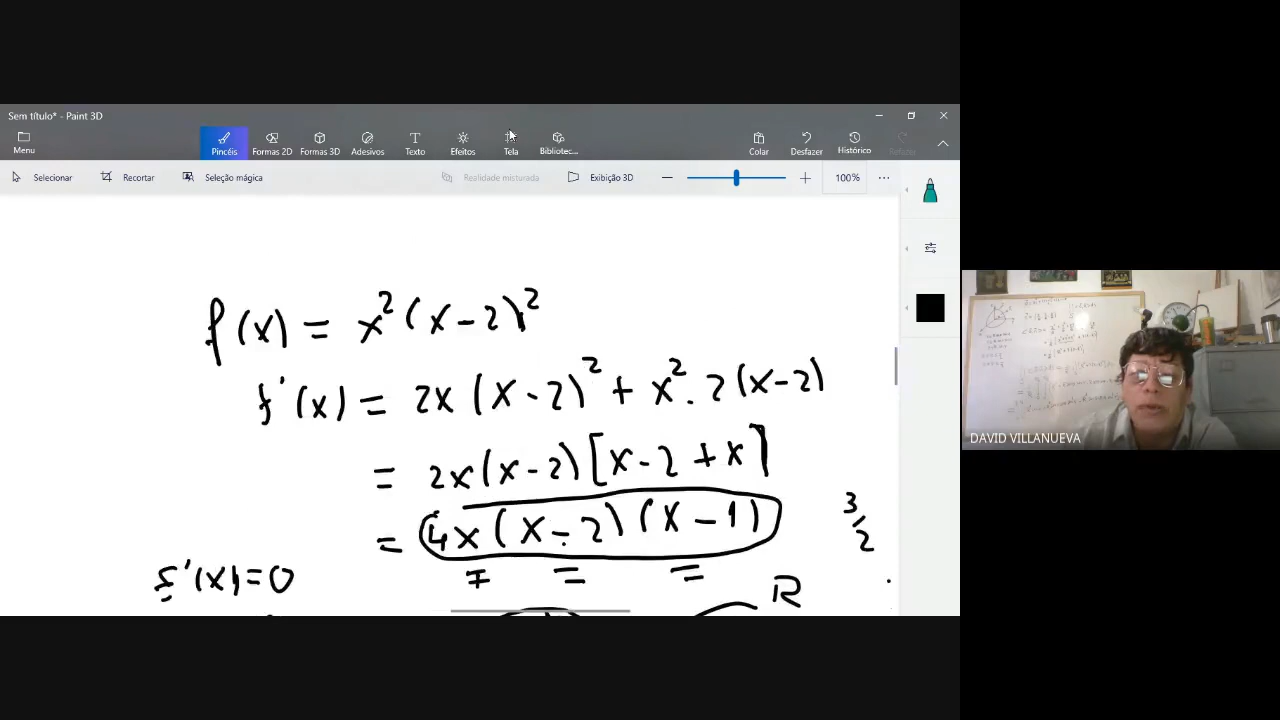 Sem título* - Paint 3D
Menu
Pincéis
Formas 2D
Formas 3D
Adesivos
Texto
Efeitos
Tela
Bibliotec...
Colar
Desfazer
Histórico
Refazer
Selecionar
Recortar
Seleção mágica
Realidade misturada
Exibição 3D
100%
f(x) = x²(x-2)²
f'(x) = 2x(x-2)² + x².2(x-2)
= 2x(x-2)[x-2+x]
= 4x(x-2)(x-1)
3/2
f'(x)=0
R
DAVID VILLANUEVA